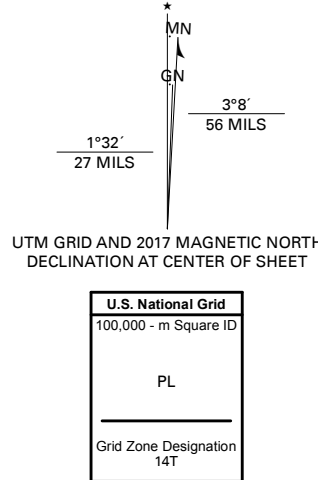 MN
GN
3°8´
56 MILS
1°32´
27 MILS
UTM GRID AND 2017 MAGNETIC NORTH
DECLINATION AT CENTER OF SHEET
U.S. National Grid
100,000 - m Square ID
PL
Grid Zone Designation
14T